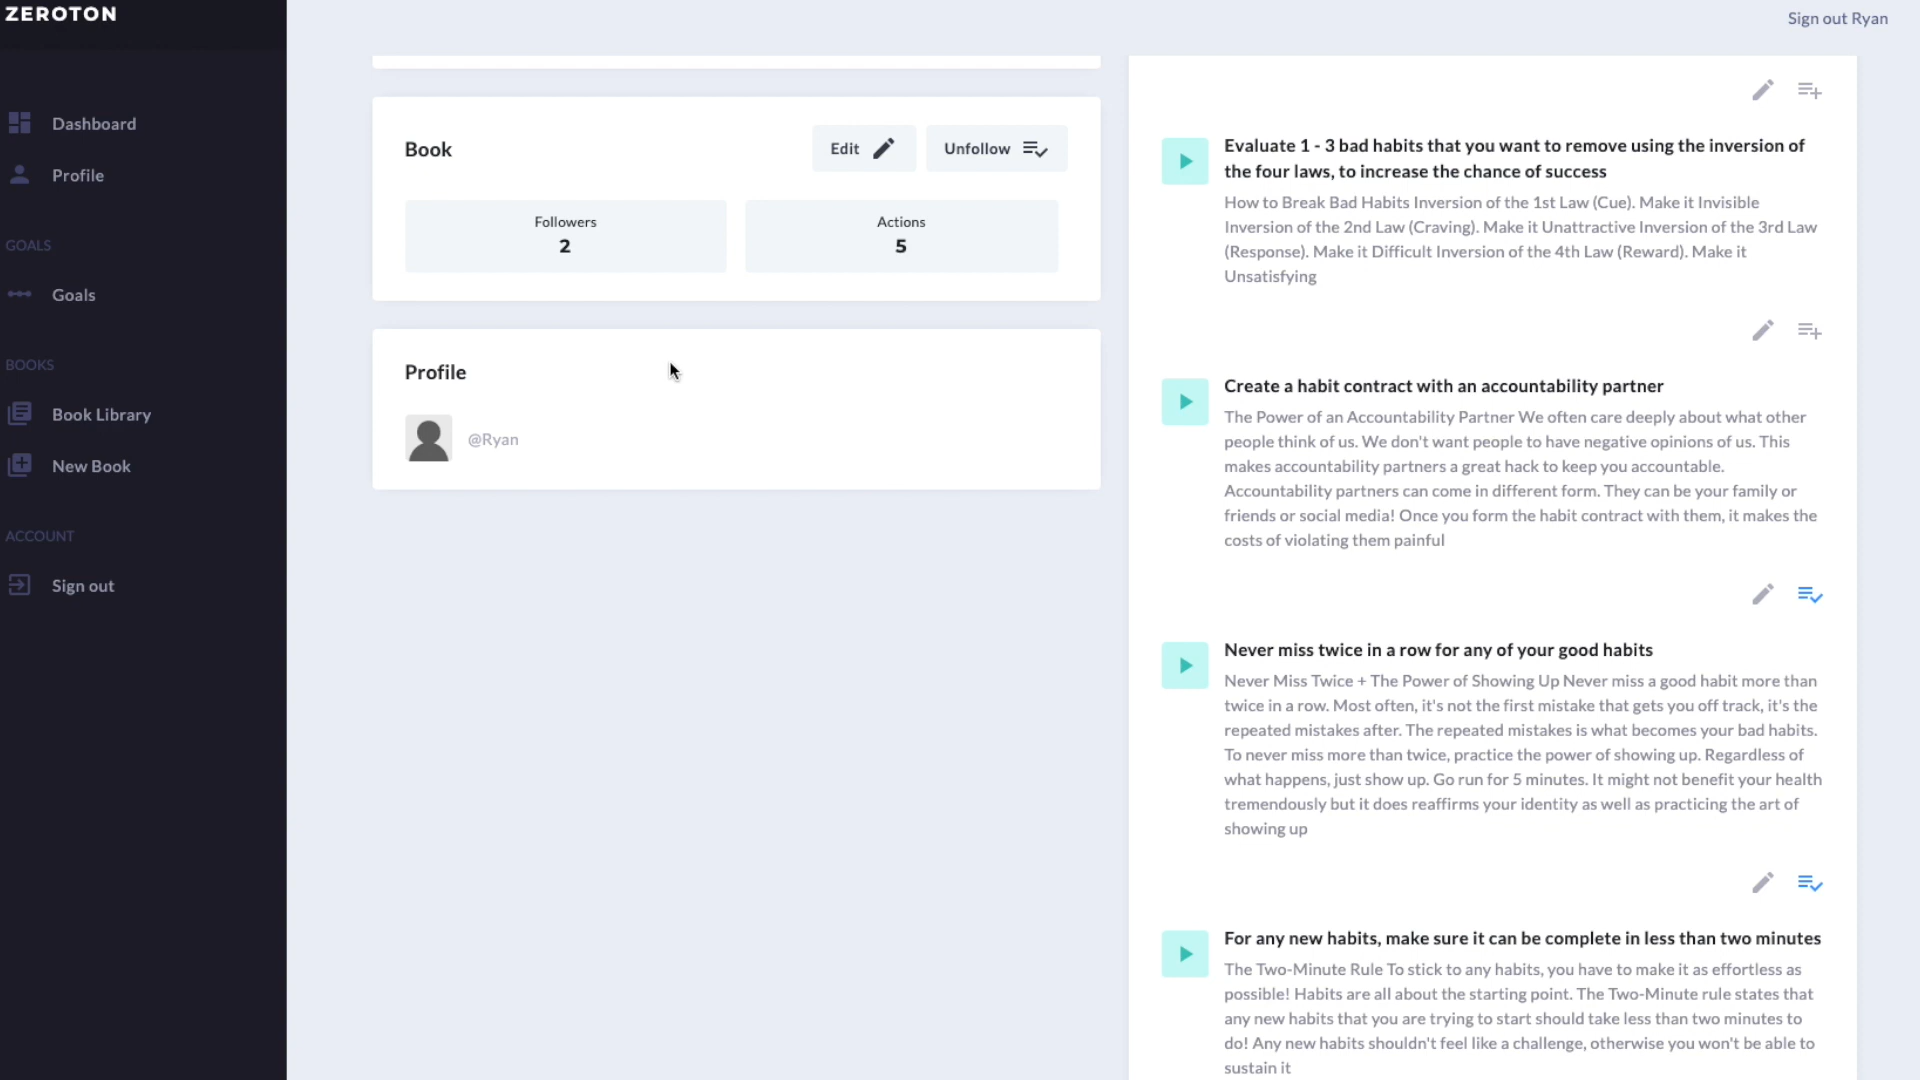 ZEROTON
Sign out Ryan
Dashboard
Profile
GOALS
Goals
BOOKS
Book Library
New Book
ACCOUNT
Sign out
Book
Edit
Unfollow
Followers
2
Actions
5
Profile
@Ryan
Evaluate 1 - 3 bad habits that you want to remove using the inversion of
the four laws, to increase the chance of success
How to Break Bad Habits Inversion of the 1st Law (Cue). Make it Invisible
Inversion of the 2nd Law (Craving). Make it Unattractive Inversion of the 3rd Law
(Response). Make it Difficult Inversion of the 4th Law (Reward). Make it
Unsatisfying
Create a habit contract with an accountability partner
The Power of an Accountability Partner We often care deeply about what other
people think of us. We don't want people to have negative opinions of us. This
makes accountability partners a great hack to keep you accountable.
Accountability partners can come in different form. They can be your family or
friends or social media! Once you form the habit contract with them, it makes the
costs of violating them painful
Never miss twice in a row for any of your good habits
Never Miss Twice + The Power of Showing Up Never miss a good habit more than
twice in a row. Most often, it's not the first mistake that gets you off track, it's the
repeated mistakes after. The repeated mistakes is what becomes your bad habits.
To never miss more than twice, practice the power of showing up. Regardless of
what happens, just show up. Go run for 5 minutes. It might not benefit your health
tremendously but it does reaffirms your identity as well as practicing the art of
showing up
For any new habits, make sure it can be complete in less than two minutes
The Two-Minute Rule To stick to any habits, you have to make it as effortless as
possible! Habits are all about the starting point. The Two-Minute rule states that
any new habits that you are trying to start should take less than two minutes to
do! Any new habits shouldn't feel like a challenge, otherwise you won't be able to
sustain it